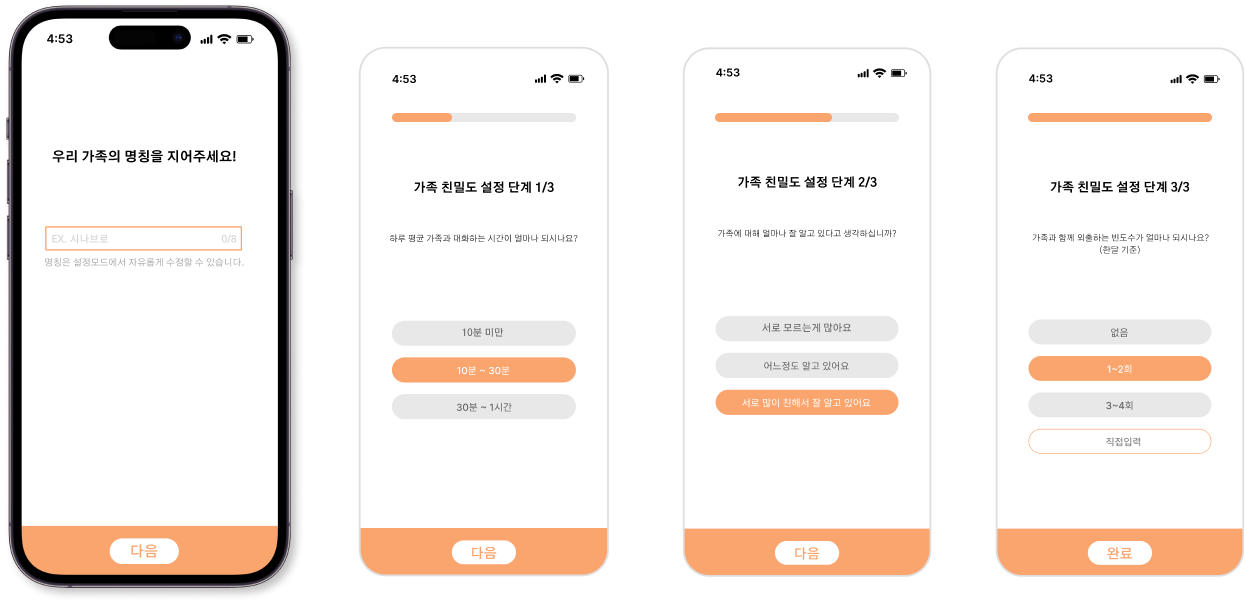 4:53
우리 가족의 명칭을 지어주세요!
EX. 시나브로 0/8
명칭은 설정모드에서 자유롭게 수정할 수 있습니다.
다음
4:53
가족 친밀도 설정 단계 1/3
하루 평균 가족과 대화하는 시간이 얼마나 되시나요?
10분 미만
10분 ~ 30분
30분 ~ 1시간
다음
4:53
가족 친밀도 설정 단계 2/3
가족에 대해 얼마나 잘 알고 있다고 생각하십니까?
서로 모르는게 많아요
어느정도 알고 있어요
서로 많이 친해서 잘 알고 있어요
다음
4:53
가족 친밀도 설정 단계 3/3
가족과 함께 외출하는 빈도수가 얼마나 되시나요?
(한달 기준)
없음
1~2회
3~4회
직접입력
완료